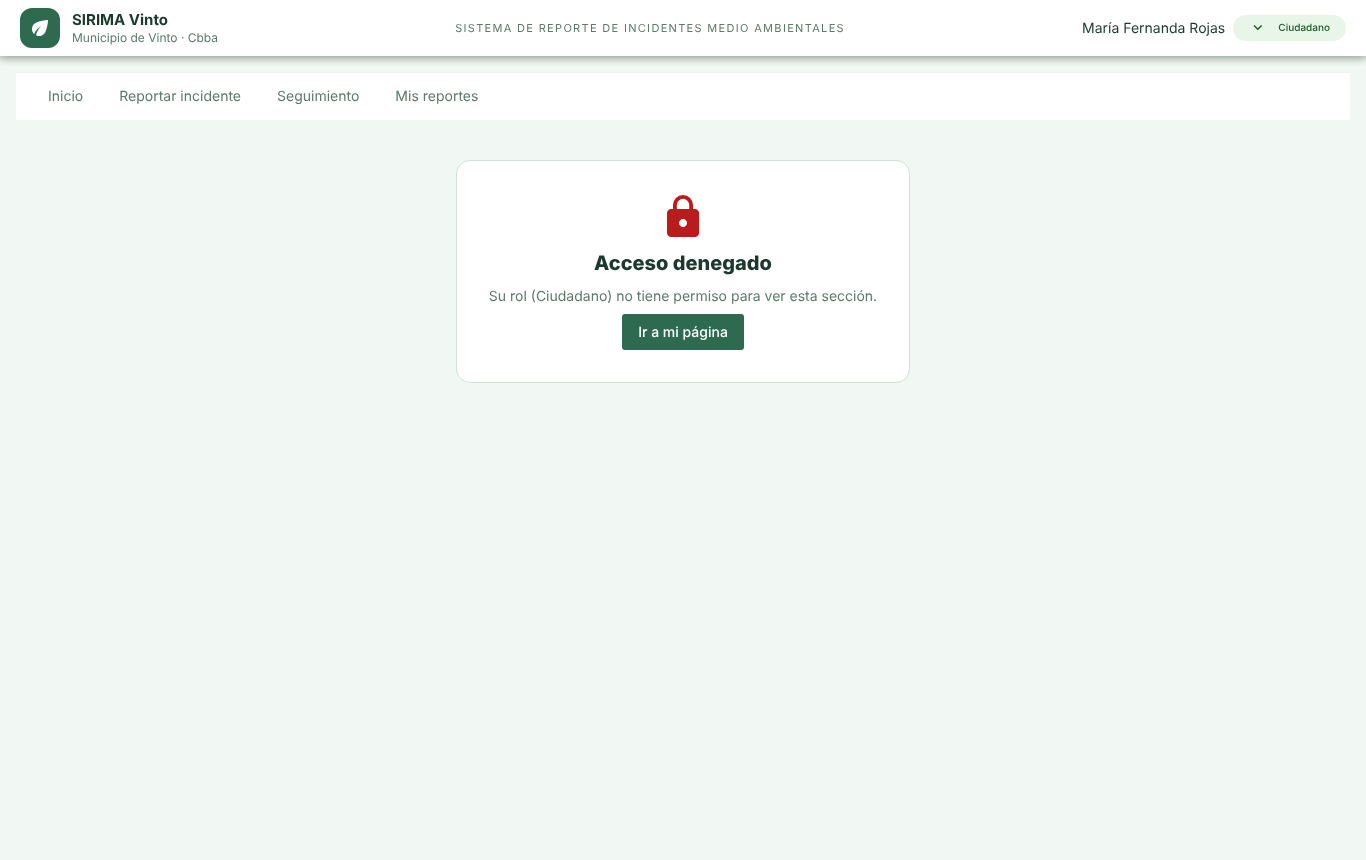 SIRIMA Vinto
Municipio de Vinto · Cbba
SISTEMA DE REPORTE DE INCIDENTES MEDIO AMBIENTALES
María Fernanda Rojas
Ciudadano
Inicio
Reportar incidente
Seguimiento
Mis reportes
Acceso denegado
Su rol (Ciudadano) no tiene permiso para ver esta sección.
Ir a mi página